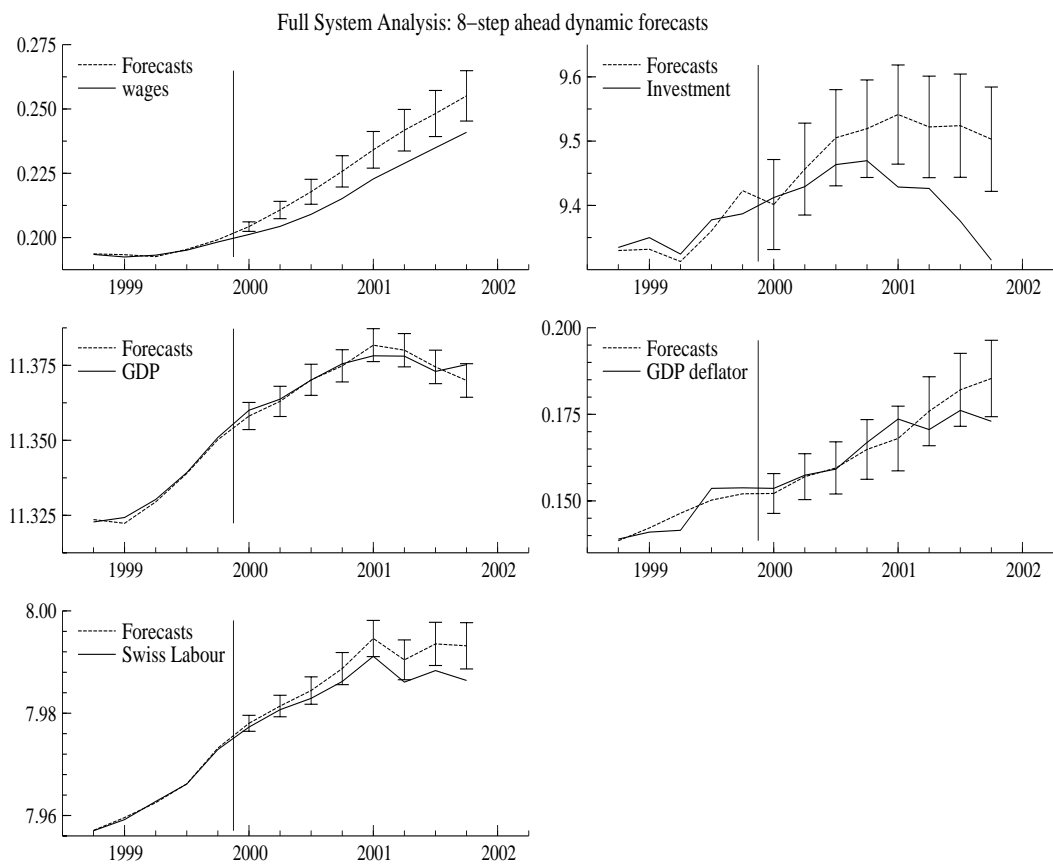 Full System Analysis: 8−step ahead dynamic forecasts
0.275
Forecasts
wages
0.250
0.225
0.200
1999 2000 2001 2002
9.6
Forecasts
Investment
9.5
9.4
1999 2000 2001 2002
Forecasts
11.375
GDP
11.350
11.325
1999 2000 2001 2002
0.200
Forecasts
GDP deflator
0.175
0.150
1999 2000 2001 2002
8.00
Forecasts
Swiss Labour
7.98
7.96
1999 2000 2001 2002